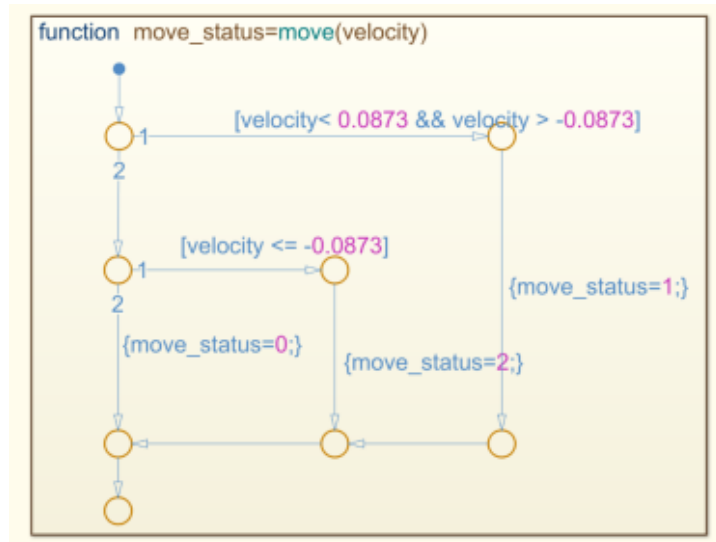 function move_status=move(velocity)
[velocity< 0.0873 && velocity > -0.0873]
1
2
[velocity <= -0.0873]
1
{move_status=1;}
2
{move_status=0;}
{move_status=2;}